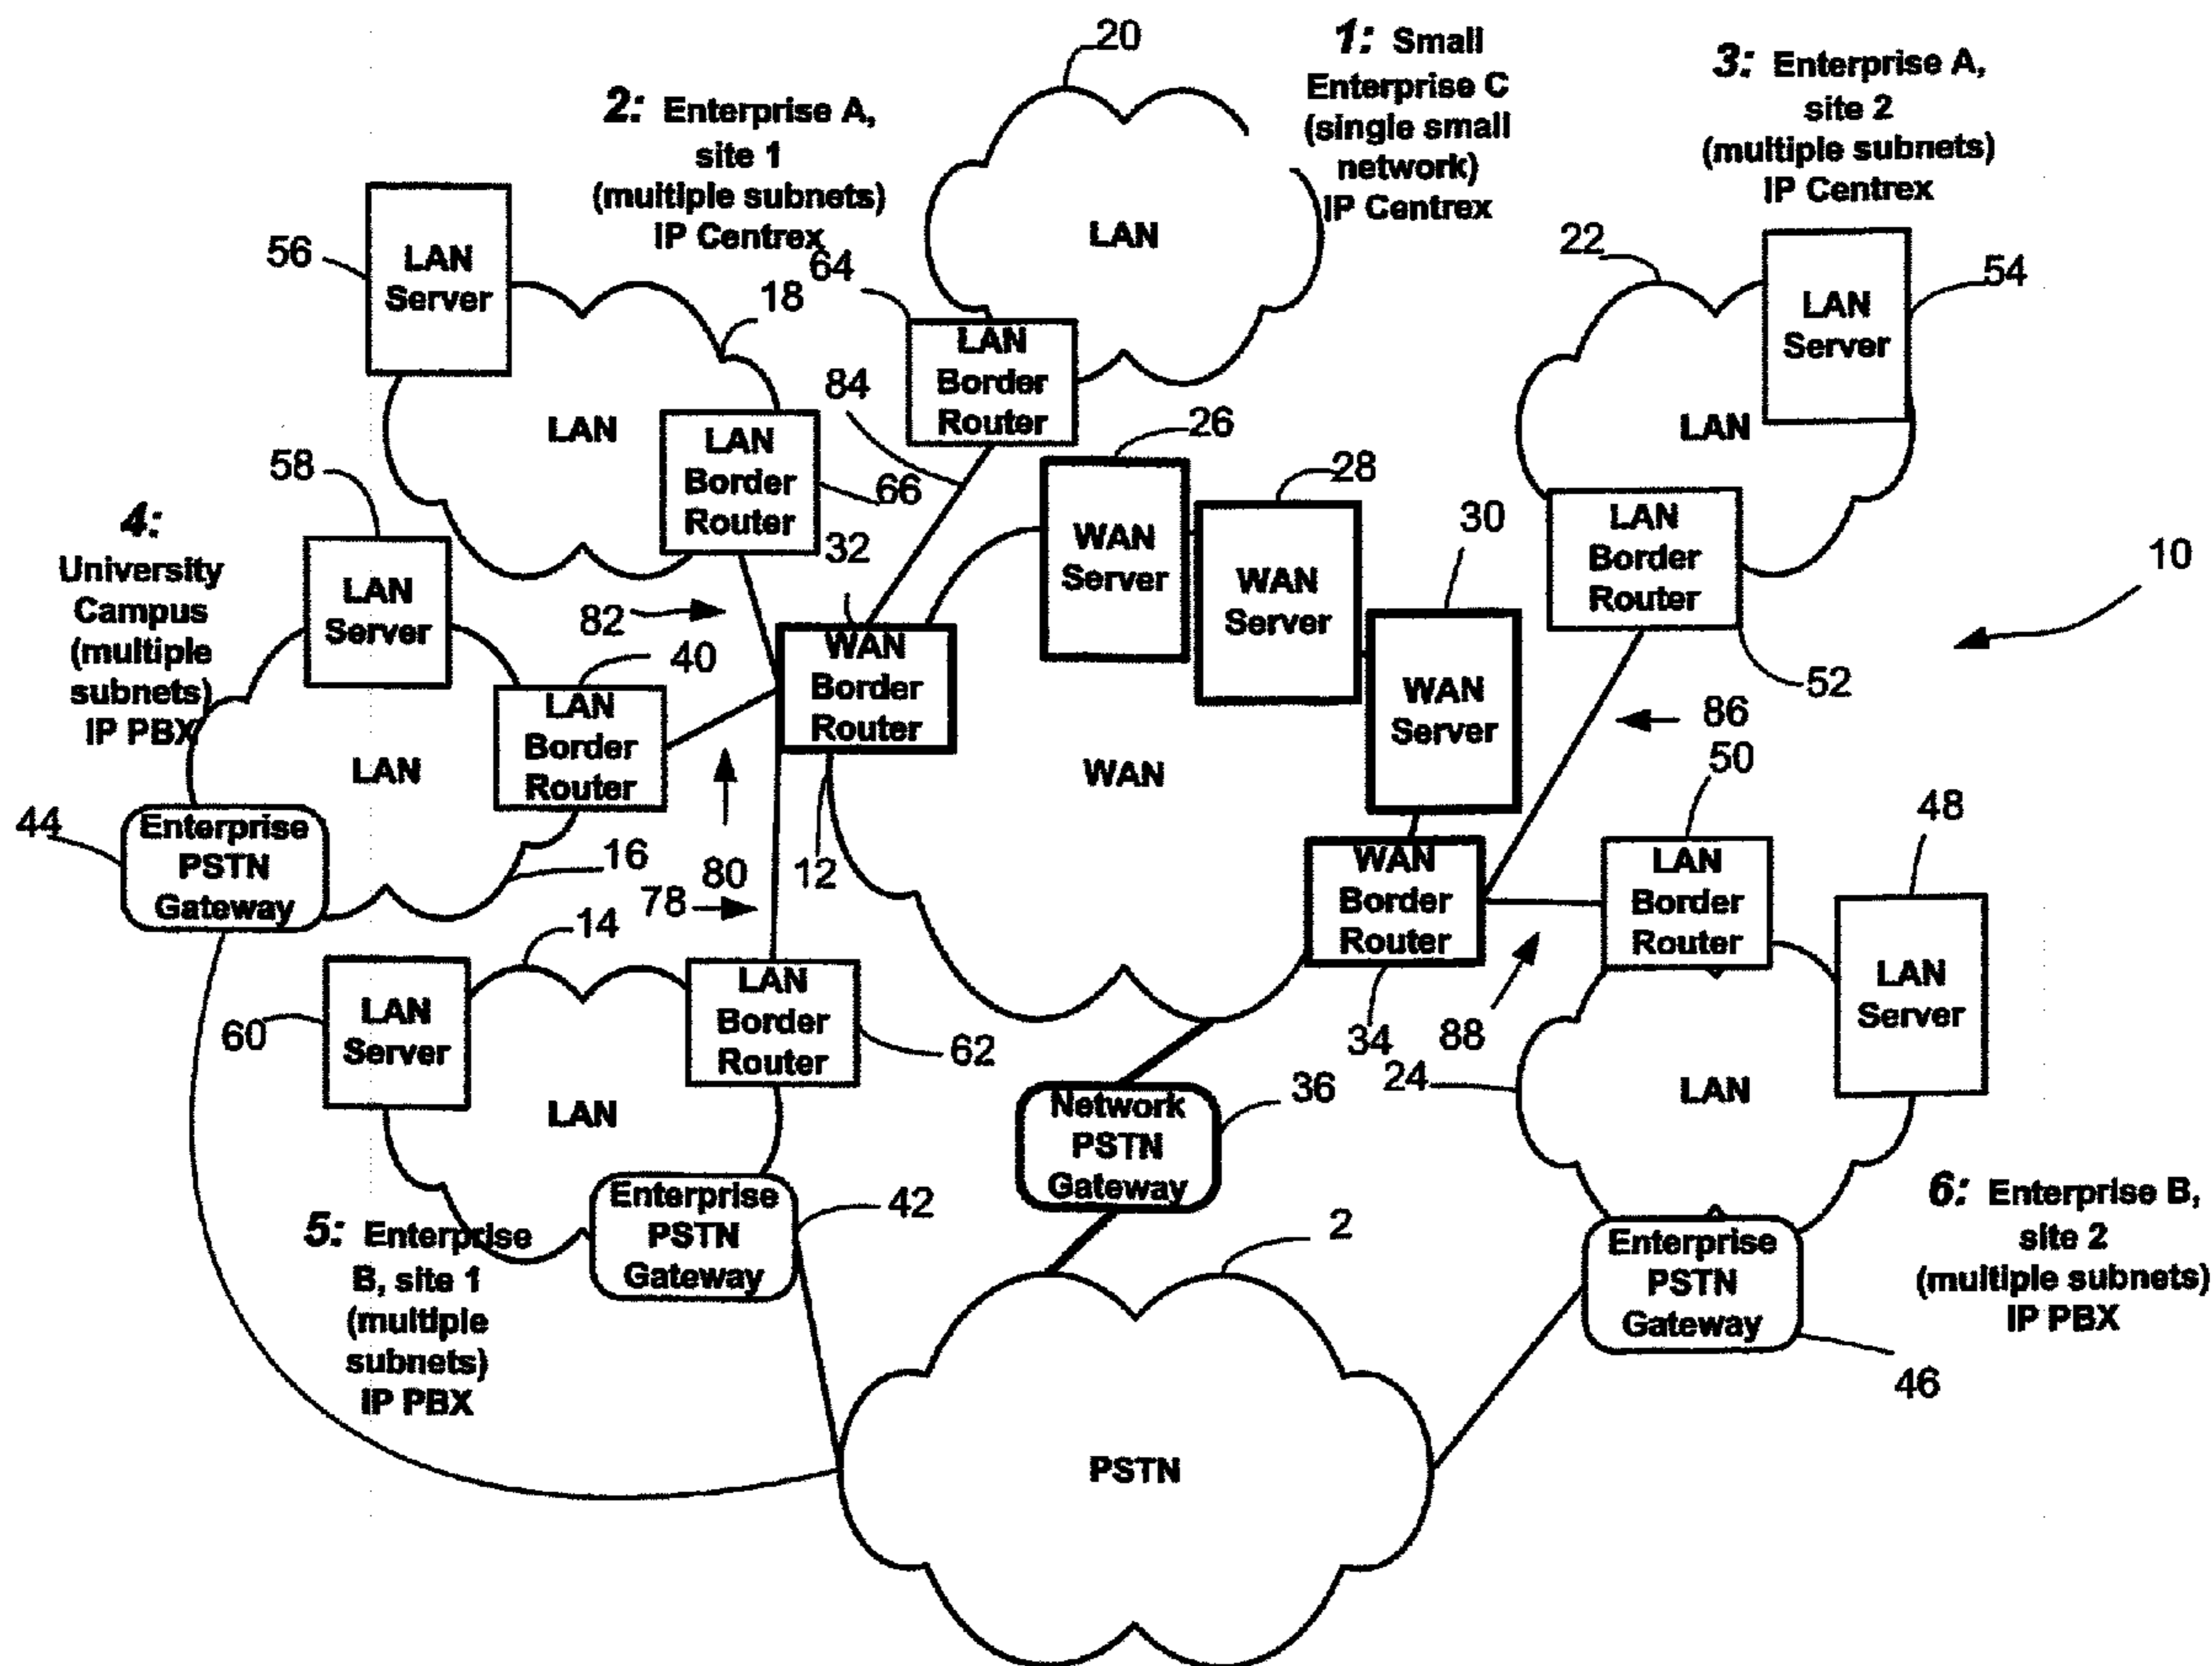 20
1: Small
Enterprise C
(single small
network)
IP Centrex
3: Enterprise A,
site 2
(multiple subnets)
IP Centrex
2: Enterprise A,
site 1
(multiple subnets)
IP Centrex
56
LAN
Server
LAN
18
64
LAN
Border
Router
84
LAN
22
LAN
Server
54
LAN
LAN
Border
Router
66
26
WAN
Server
28
WAN
Server
30
WAN
Server
LAN
Border
Router
52
10
4:
University
Campus
(multiple
subnets)
IP PBX
58
LAN
Server
82
32
WAN
Border
Router
40
LAN
Border
Router
LAN
WAN
86
50
LAN
Border
Router
48
LAN
Server
44
Enterprise
PSTN
Gateway
16
80
78
12
WAN
Border
Router
34
88
14
60
LAN
Server
LAN
LAN
Border
Router
62
Network
PSTN
Gateway
36
24
LAN
5: Enterprise
B, site 1
(multiple
subnets)
IP PBX
Enterprise
PSTN
Gateway
42
2
PSTN
Enterprise
PSTN
Gateway
46
6: Enterprise B,
site 2
(multiple subnets)
IP PBX